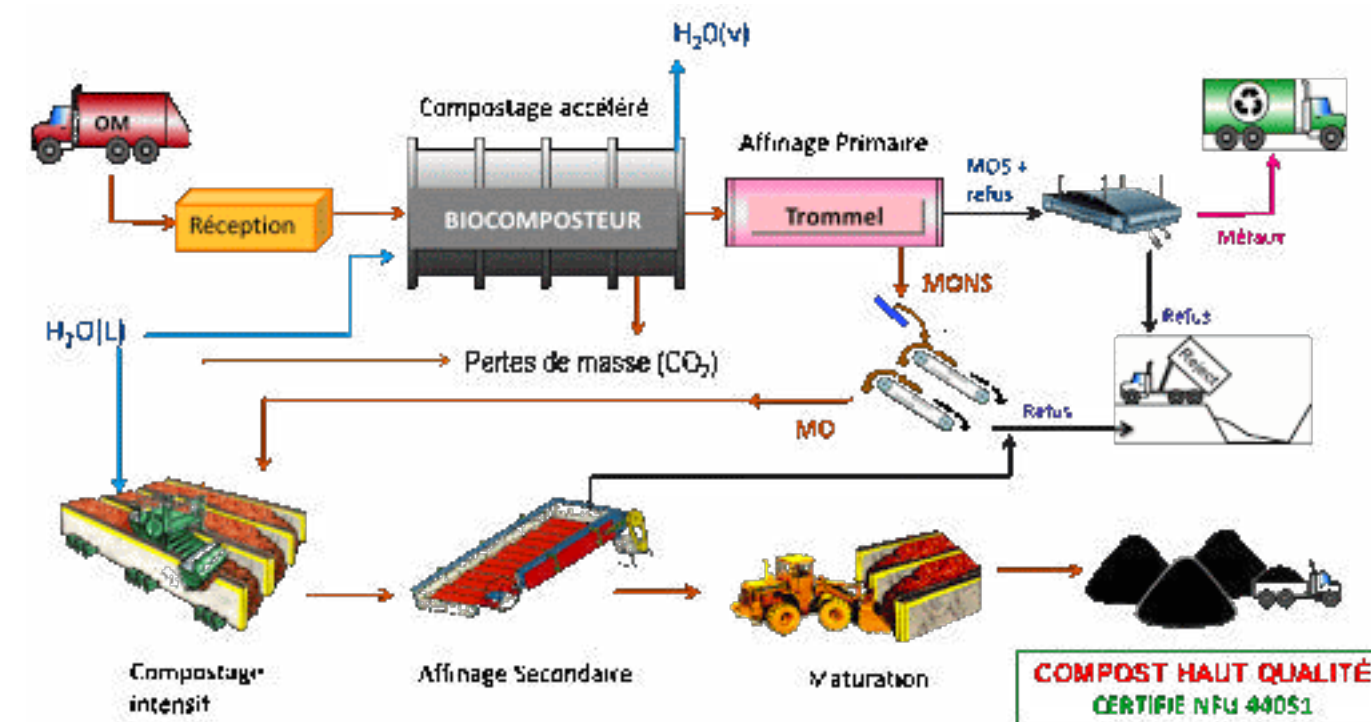 H₂O(v)
Compostage accéléré
OM
Affinage Primaire
MOS +
refus
Réception
BIOCOMPOSTEUR
Trommel
Métaux
MONS
H₂O(L)
Refus
Reject
Pertes de masse (CO₂)
MO
Refus
Compostage
intensif
Affinage Secondaire
Maturation
COMPOST HAUT QUALITÉ
CERTIFIE NFU 44051